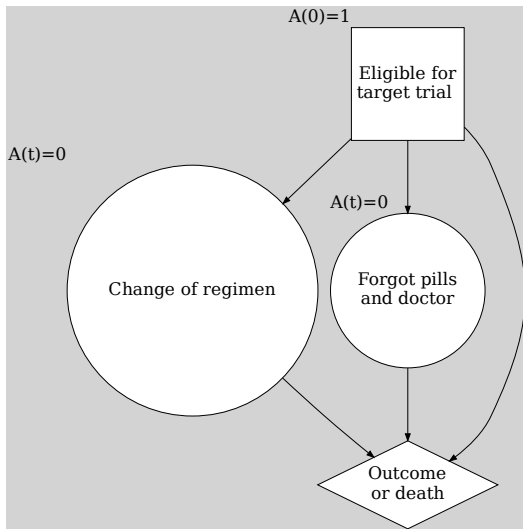 A(0)=1
Eligible for
target trial
A(t)=0
A(t)=0
Change of regimen
Forgot pills
and doctor
Outcome
or death